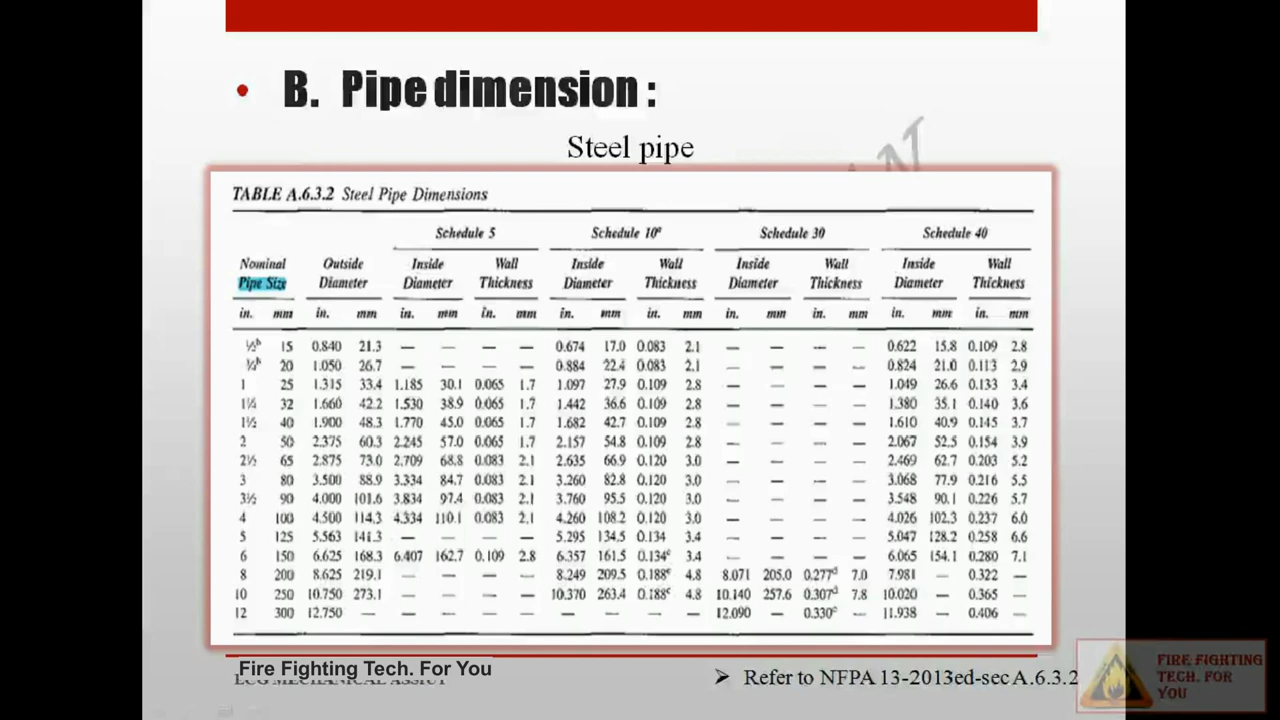 • B. Pipe dimension :
Steel pipe
TABLE A.6.3.2 Steel Pipe Dimensions
Schedule 5 Schedule 10ᵃ Schedule 30 Schedule 40
Nominal Outside Inside Wall Inside Wall Inside Wall Inside Wall
Pipe Size Diameter Diameter Thickness Diameter Thickness Diameter Thickness Diameter Thickness
in. mm in. mm in. mm in. mm in. mm in. mm in. mm in. mm in. mm in. mm
½ᵇ 15 0.840 21.3 — — — — 0.674 17.0 0.083 2.1 — — — — 0.622 15.8 0.109 2.8
¾ᵇ 20 1.050 26.7 — — — — 0.884 22.4 0.083 2.1 — — — — 0.824 21.0 0.113 2.9
1 25 1.315 33.4 1.185 30.1 0.065 1.7 1.097 27.9 0.109 2.8 — — — — 1.049 26.6 0.133 3.4
1¼ 32 1.660 42.2 1.530 38.9 0.065 1.7 1.442 36.6 0.109 2.8 — — — — 1.380 35.1 0.140 3.6
1½ 40 1.900 48.3 1.770 45.0 0.065 1.7 1.682 42.7 0.109 2.8 — — — — 1.610 40.9 0.145 3.7
2 50 2.375 60.3 2.245 57.0 0.065 1.7 2.157 54.8 0.109 2.8 — — — — 2.067 52.5 0.154 3.9
2½ 65 2.875 73.0 2.709 68.8 0.083 2.1 2.635 66.9 0.120 3.0 — — — — 2.469 62.7 0.203 5.2
3 80 3.500 88.9 3.334 84.7 0.083 2.1 3.260 82.8 0.120 3.0 — — — — 3.068 77.9 0.216 5.5
3½ 90 4.000 101.6 3.834 97.4 0.083 2.1 3.760 95.5 0.120 3.0 — — — — 3.548 90.1 0.226 5.7
4 100 4.500 114.3 4.334 110.1 0.083 2.1 4.260 108.2 0.120 3.0 — — — — 4.026 102.3 0.237 6.0
5 125 5.563 141.3 — — — — 5.295 134.5 0.134 3.4 — — — — 5.047 128.2 0.258 6.6
6 150 6.625 168.3 6.407 162.7 0.109 2.8 6.357 161.5 0.134ᶜ 3.4 — — — — 6.065 154.1 0.280 7.1
8 200 8.625 219.1 — — — — 8.249 209.5 0.188ᶜ 4.8 8.071 205.0 0.277ᵈ 7.0 7.981 — 0.322 —
10 250 10.750 273.1 — — — — 10.370 263.4 0.188ᶜ 4.8 10.140 257.6 0.307ᵈ 7.8 10.020 — 0.365 —
12 300 12.750 — — — — — — — — — 12.090 — 0.330ᶜ — 11.938 — 0.406 —
Fire Fighting Tech. For You
ECG MECHANICAL ASSIUT
➢ Refer to NFPA 13-2013ed-sec A.6.3.2
FIRE FIGHTING
TECH. FOR
YOU